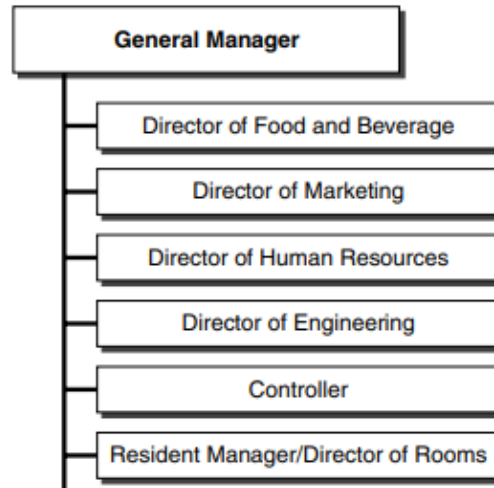 General Manager
Director of Food and Beverage
Director of Marketing
Director of Human Resources
Director of Engineering
Controller
Resident Manager/Director of Rooms